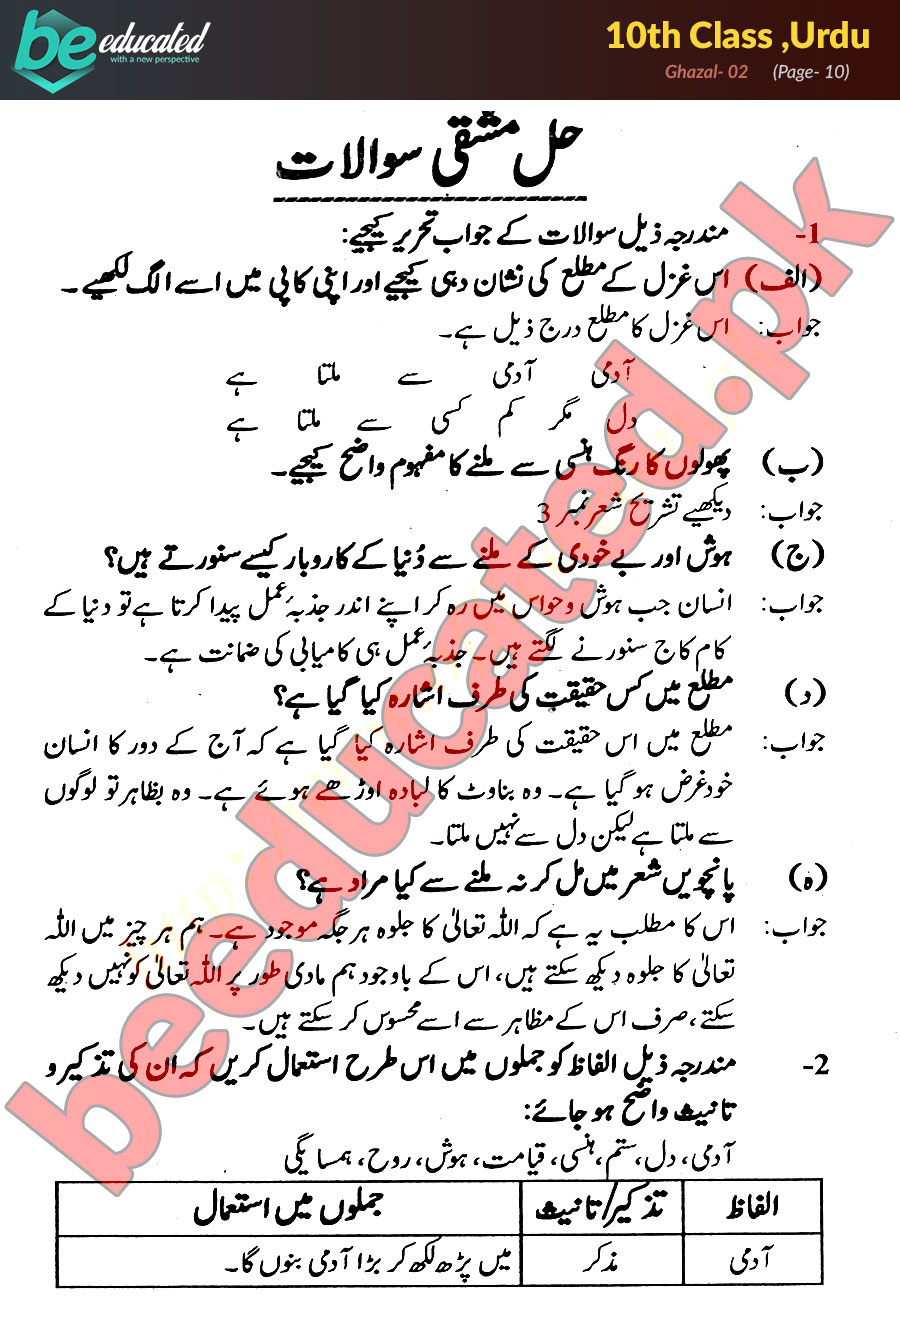 be educated
with a new perspective
10th Class ,Urdu
Ghazal- 02 (Page- 10)
حل مشقی سوالات
1- مندرجہ ذیل سوالات کے جواب تحریر کیجیے:
(الف) اس غزل کے مطلع کی نشان دہی کیجیے اور اپنی کاپی میں اسے الگ لکھیے۔
جواب: اس غزل کا مطلع درج ذیل ہے۔
آدمی آدمی سے ملتا ہے
دل مگر کم کسی سے ملتا ہے
(ب) پھولوں کا رنگ ہنسی سے ملنے کا مفہوم واضح کیجیے۔
جواب: دیکھیے تشریح شعر نمبر 3
(ج) ہوش اور بے خودی کے ملنے سے دُنیا کے کاروبار کیسے سنورتے ہیں؟
جواب: انسان جب ہوش و حواس میں رہ کر اپنے اندر جذبۂ عمل پیدا کرتا ہے تو دنیا کے
کام کاج سنورنے لگتے ہیں۔ جذبۂ عمل ہی کامیابی کی ضمانت ہے۔
(د) مطلع میں کس حقیقت کی طرف اشارہ کیا گیا ہے؟
جواب: مطلع میں اس حقیقت کی طرف اشارہ کیا گیا ہے کہ آج کے دور کا انسان
خود غرض ہو گیا ہے۔ وہ بناوٹ کا لبادہ اوڑھے ہوئے ہے۔ وہ بظاہر تو لوگوں
سے ملتا ہے لیکن دل سے نہیں ملتا۔
(ہ) پانچویں شعر میں مل کر نہ ملنے سے کیا مراد ہے؟
جواب: اس کا مطلب یہ ہے کہ اللہ تعالیٰ کا جلوہ ہر جگہ موجود ہے۔ ہم ہر چیز میں اللہ
تعالیٰ کا جلوہ دیکھ سکتے ہیں، اس کے باوجود ہم مادی طور پر اللہ تعالیٰ کو نہیں دیکھ
سکتے، صرف اس کے مظاہر سے اسے محسوس کر سکتے ہیں۔
2- مندرجہ ذیل الفاظ کو جملوں میں اس طرح استعمال کریں کہ ان کی تذکیر و
تانیث واضح ہو جائے:
آدمی، دل، ستم، ہنسی، قیامت، ہوش، روح، ہمسایگی
الفاظ تذکیر/تانیث جملوں میں استعمال
آدمی مذکر میں پڑھ لکھ کر بڑا آدمی بنوں گا۔
beeducated.pk